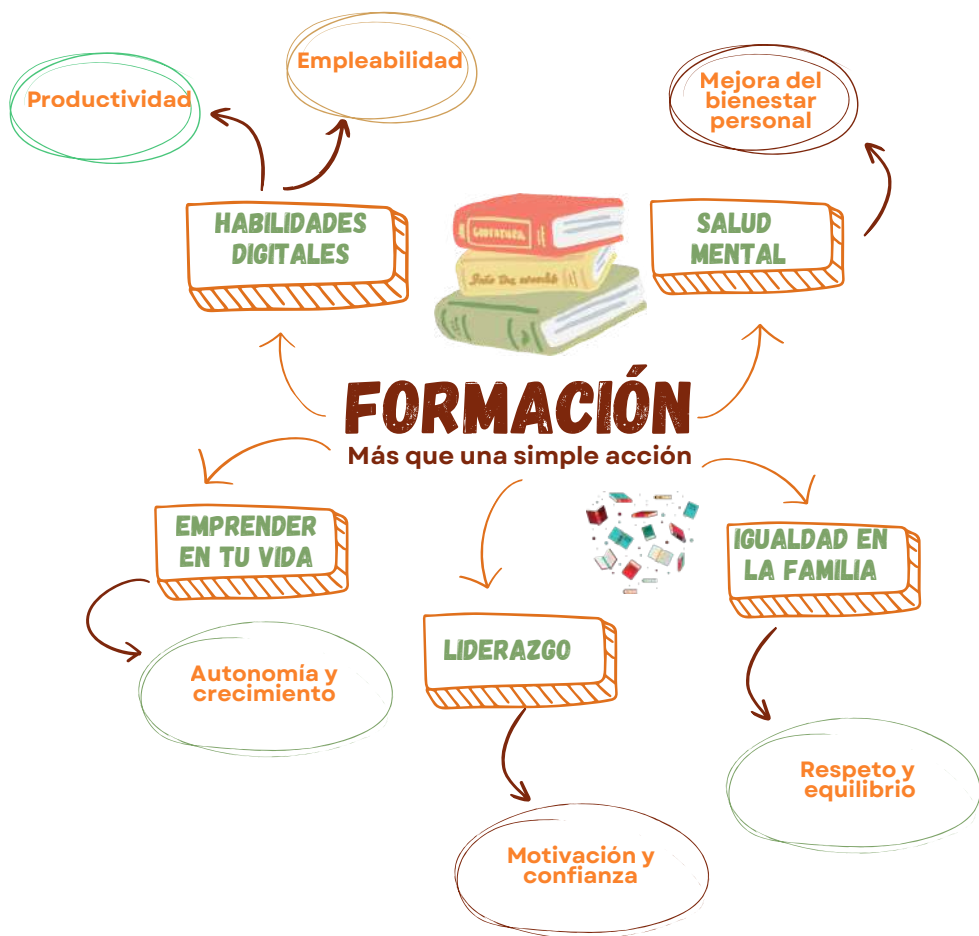 Empleabilidad
Productividad
Mejora del
bienestar
personal
HABILIDADES
DIGITALES
SALUD
MENTAL
FORMACIÓN
Más que una simple acción
EMPRENDER
EN TU VIDA
IGUALDAD EN
LA FAMILIA
LIDERAZGO
Autonomía y
crecimiento
Respeto y
equilibrio
Motivación y
confianza